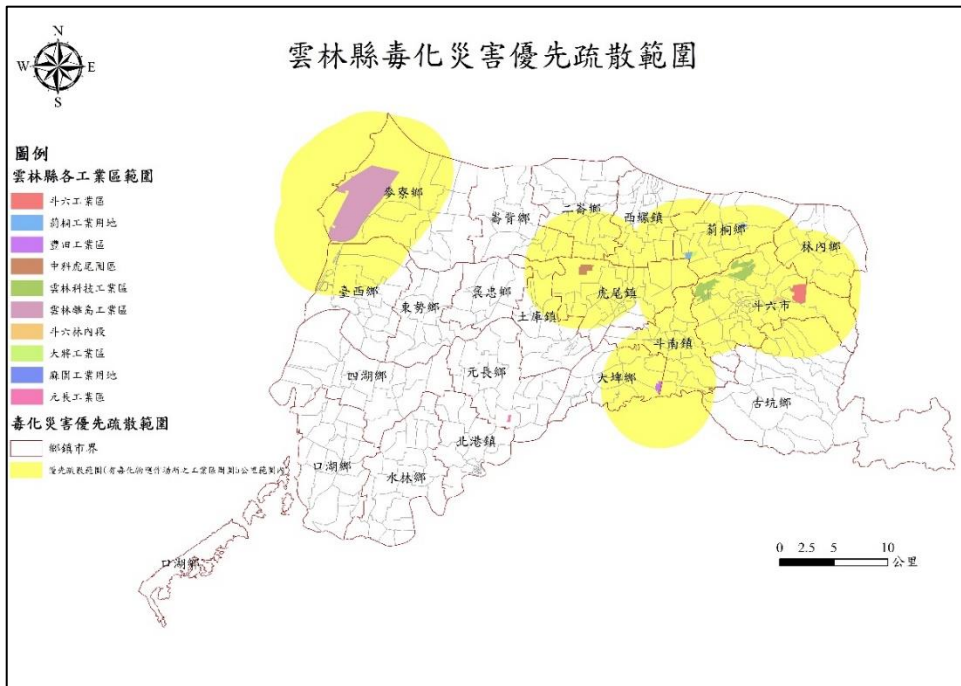 N
W E
S
雲林縣毒化災害優先疏散範圍
圖例
雲林縣各工業區範圍
斗六工業區
莿桐工業用地
豐田工業區
中科虎尾園區
雲林科技工業區
雲林離島工業區
斗六林內段
大將工業區
麻園工業用地
元長工業區
毒化災害優先疏散範圍
鄉鎮市界
麥寮鄉
崙背鄉
二崙鄉
西螺鎮
莿桐鄉
林內鄉
臺西鄉
東勢鄉
褒忠鄉
土庫鎮
虎尾鎮
斗六市
斗南鎮
四湖鄉
元長鄉
大埤鄉
古坑鄉
北港鎮
口湖鄉
水林鄉
口湖鄉
0 2.5 5 10
公里